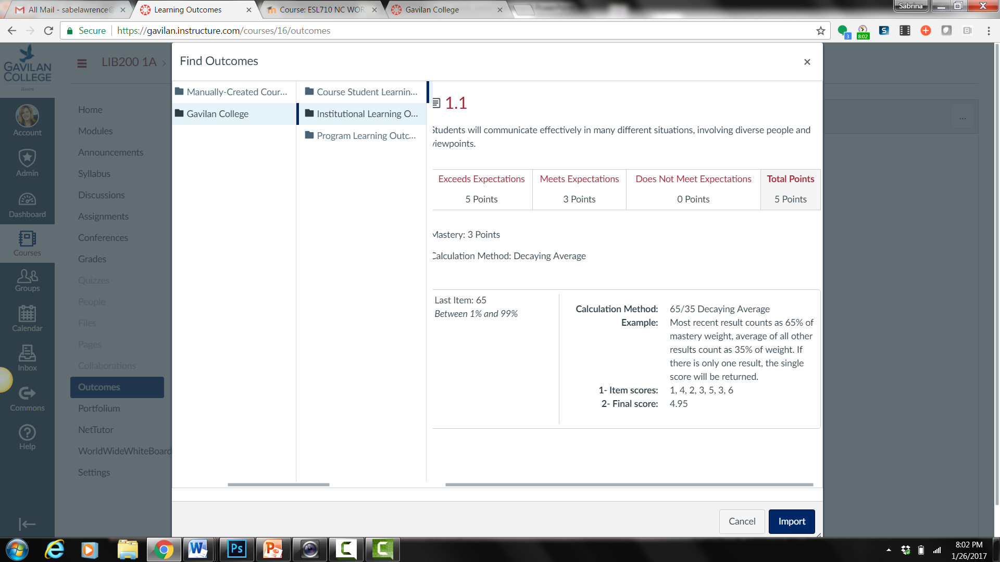 All Mail - sabelawrence@
Learning Outcomes
Course: ESL710 NC WOR
Gavilan College
Sabrina
Secure
https://gavilan.instructure.com/courses/16/outcomes
3
8:02
S
B
GAVILAN
COLLEGE
iLearn
Account
Admin
Dashboard
Courses
Groups
Calendar
Inbox
Commons
Help
LIB200 1A >
Home
Modules
Announcements
Syllabus
Discussions
Assignments
Conferences
Grades
Quizzes
People
Files
Pages
Collaborations
Outcomes
Portfolium
NetTutor
WorldWideWhiteBoard
Settings
...
Find Outcomes
×
Manually-Created Cour...
Gavilan College
Course Student Learnin...
Institutional Learning O...
Program Learning Outc...
1.1
Students will communicate effectively in many different situations, involving diverse people and
viewpoints.
Exceeds Expectations Meets Expectations Does Not Meet Expectations Total Points
5 Points 3 Points 0 Points 5 Points
Mastery: 3 Points
Calculation Method: Decaying Average
Last Item: 65
Between 1% and 99%
Calculation Method: 65/35 Decaying Average
Example: Most recent result counts as 65% of
mastery weight, average of all other
results count as 35% of weight. If
there is only one result, the single
score will be returned.
1- Item scores: 1, 4, 2, 3, 5, 3, 6
2- Final score: 4.95
Cancel Import
W
Ps
P
C
C
8:02 PM
1/26/2017